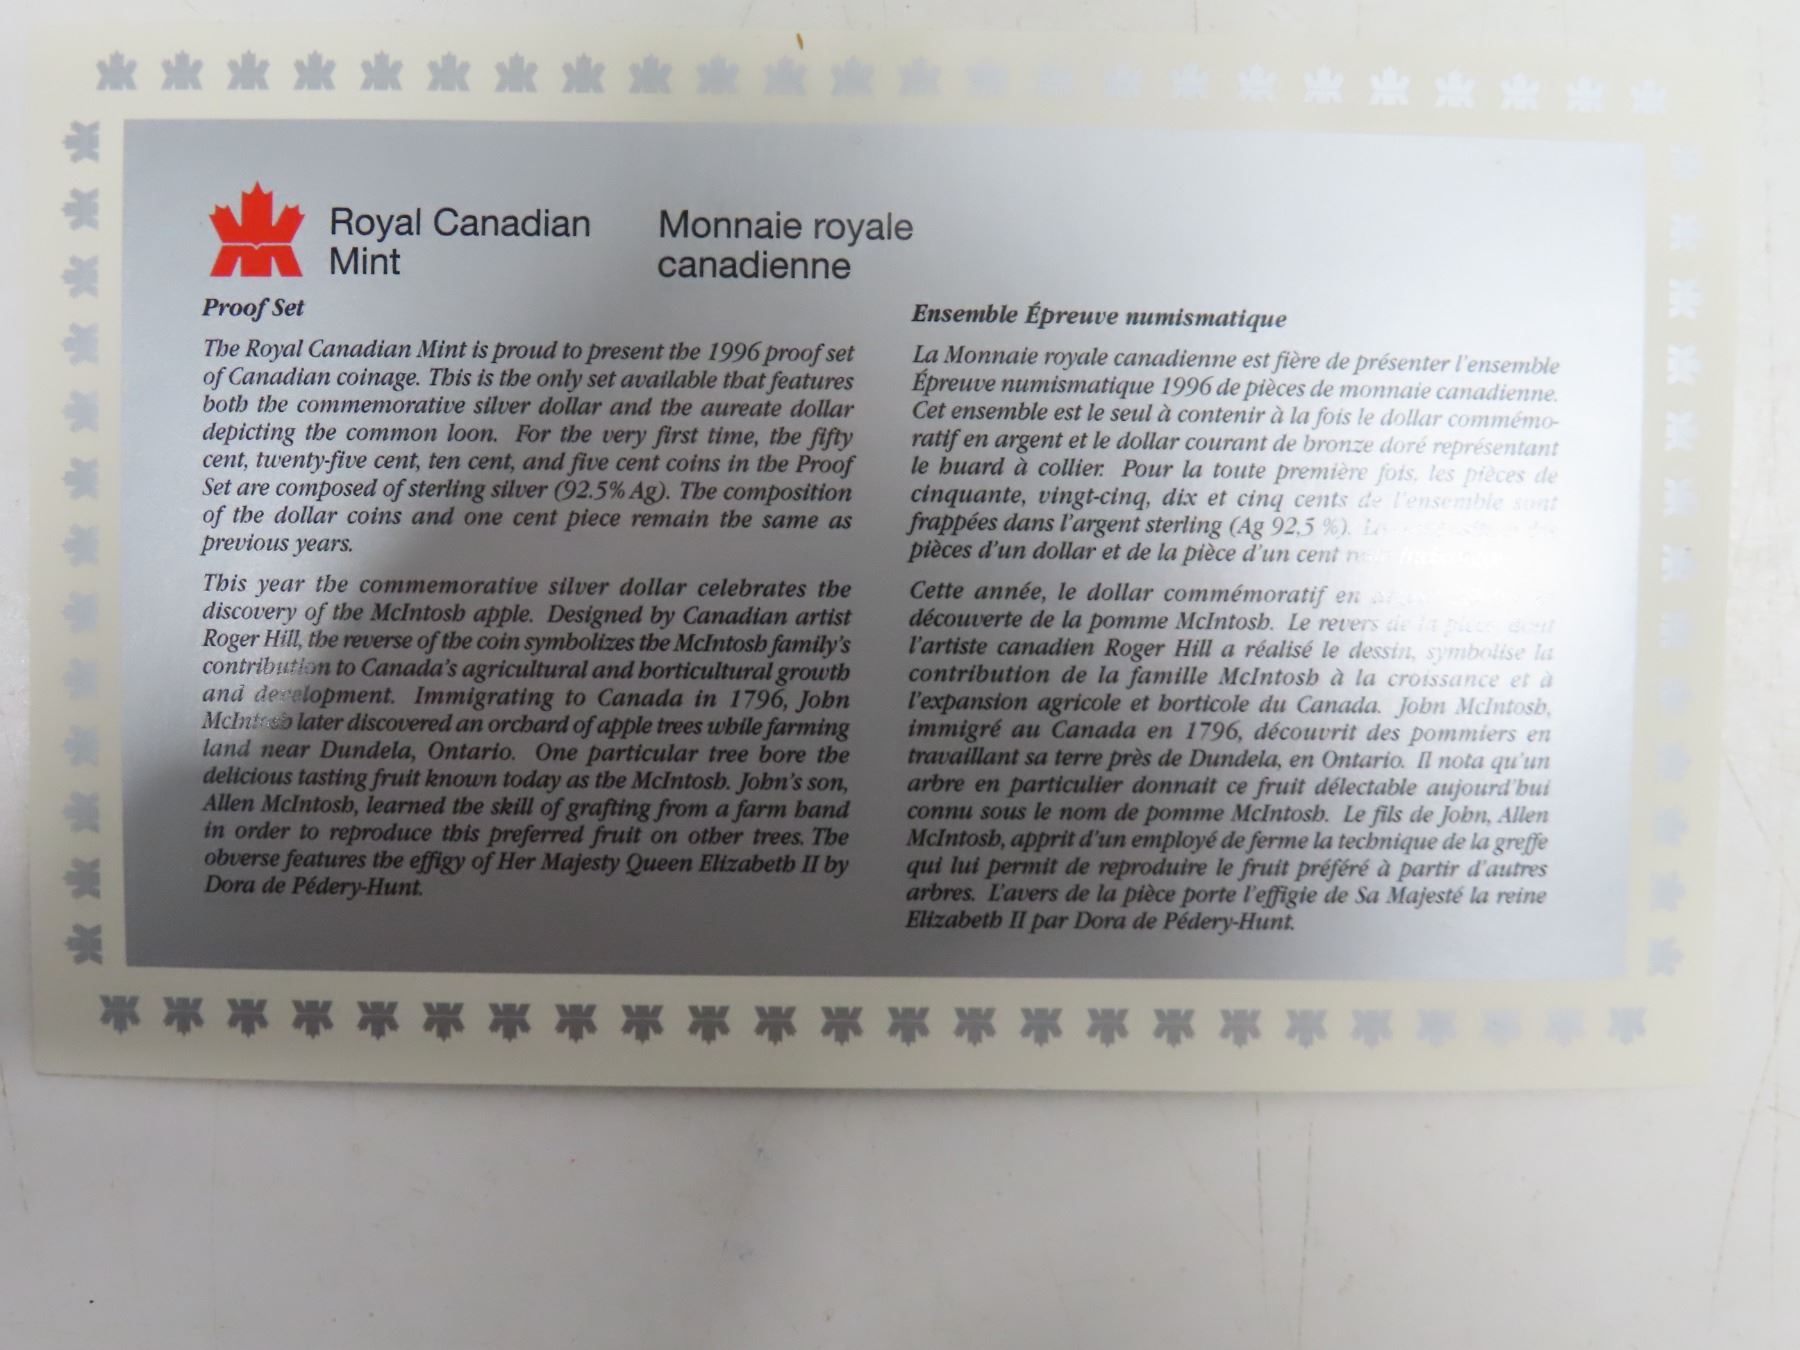 Royal Canadian
Mint
Monnaie royale
canadienne
Proof Set
The Royal Canadian Mint is proud to present the 1996 proof set
of Canadian coinage. This is the only set available that features
both the commemorative silver dollar and the aureate dollar
depicting the common loon. For the very first time, the fifty
cent, twenty-five cent, ten cent, and five cent coins in the Proof
Set are composed of sterling silver (92.5% Ag). The composition
of the dollar coins and one cent piece remain the same as
previous years.
This year the commemorative silver dollar celebrates the
discovery of the McIntosh apple. Designed by Canadian artist
Roger Hill, the reverse of the coin symbolizes the McIntosh family's
contribution to Canada's agricultural and horticultural growth
and development. Immigrating to Canada in 1796, John
McIntosh later discovered an orchard of apple trees while farming
land near Dundela, Ontario. One particular tree bore the
delicious tasting fruit known today as the McIntosh. John's son,
Allen McIntosh, learned the skill of grafting from a farm hand
in order to reproduce this preferred fruit on other trees. The
obverse features the effigy of Her Majesty Queen Elizabeth II by
Dora de Pédery-Hunt.
Ensemble Épreuve numismatique
La Monnaie royale canadienne est fière de présenter l'ensemble
Épreuve numismatique 1996 de pièces de monnaie canadienne.
Cet ensemble est le seul à contenir à la fois le dollar commémo-
ratif en argent et le dollar courant de bronze doré représentant
le huard à collier. Pour la toute première fois, les pièces de
cinquante, vingt-cinq, dix et cinq cents de l'ensemble sont
frappées dans l'argent sterling (Ag 92,5 %).
pièces d'un dollar et de la pièce d'un cent
Cette année, le dollar commémoratif en
découverte de la pomme McIntosh. Le revers de la pièce, dont
l'artiste canadien Roger Hill a réalisé le dessin, symbolise la
contribution de la famille McIntosh à la croissance et à
l'expansion agricole et horticole du Canada. John McIntosh,
immigré au Canada en 1796, découvrit des pommiers en
travaillant sa terre près de Dundela, en Ontario. Il nota qu'un
arbre en particulier donnait ce fruit délectable aujourd'hui
connu sous le nom de pomme McIntosh. Le fils de John, Allen
McIntosh, apprit d'un employé de ferme la technique de la greffe
qui lui permit de reproduire le fruit préféré à partir d'autres
arbres. L'avers de la pièce porte l'effigie de Sa Majesté la reine
Elizabeth II par Dora de Pédery-Hunt.